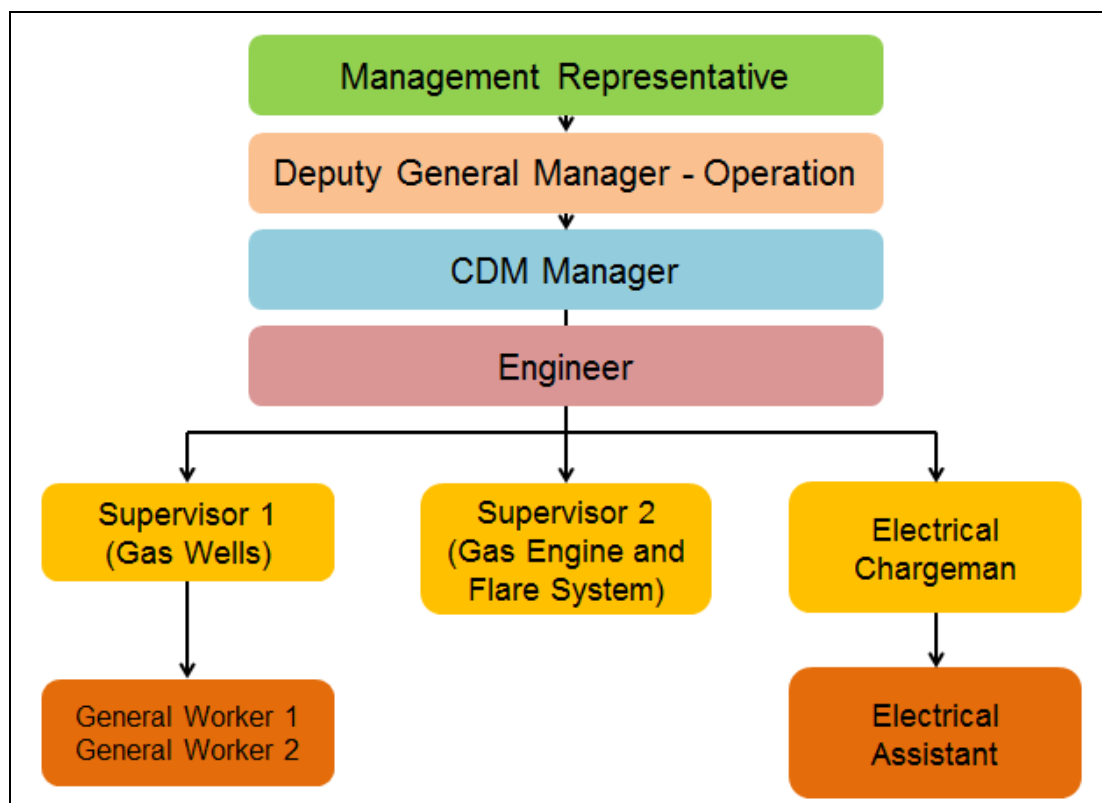 Management Representative
Deputy General Manager - Operation
CDM Manager
Engineer
Supervisor 1
(Gas Wells)
Supervisor 2
(Gas Engine and
Flare System)
Electrical
Chargeman
General Worker 1
General Worker 2
Electrical
Assistant